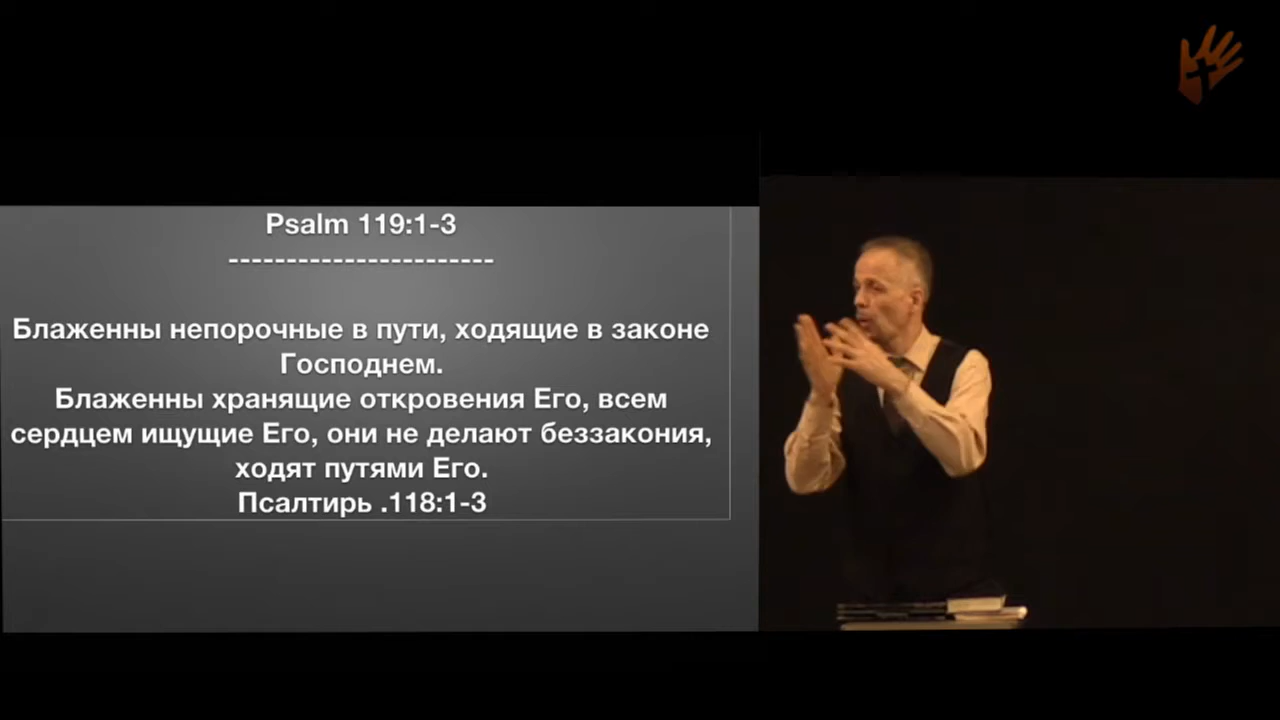 Psalm 119:1-3
-----------------------
Блаженны непорочные в пути, ходящие в законе
Господнем.
Блаженны хранящие откровения Его, всем
сердцем ищущие Его, они не делают беззакония,
ходят путями Его.
Псалтирь .118:1-3